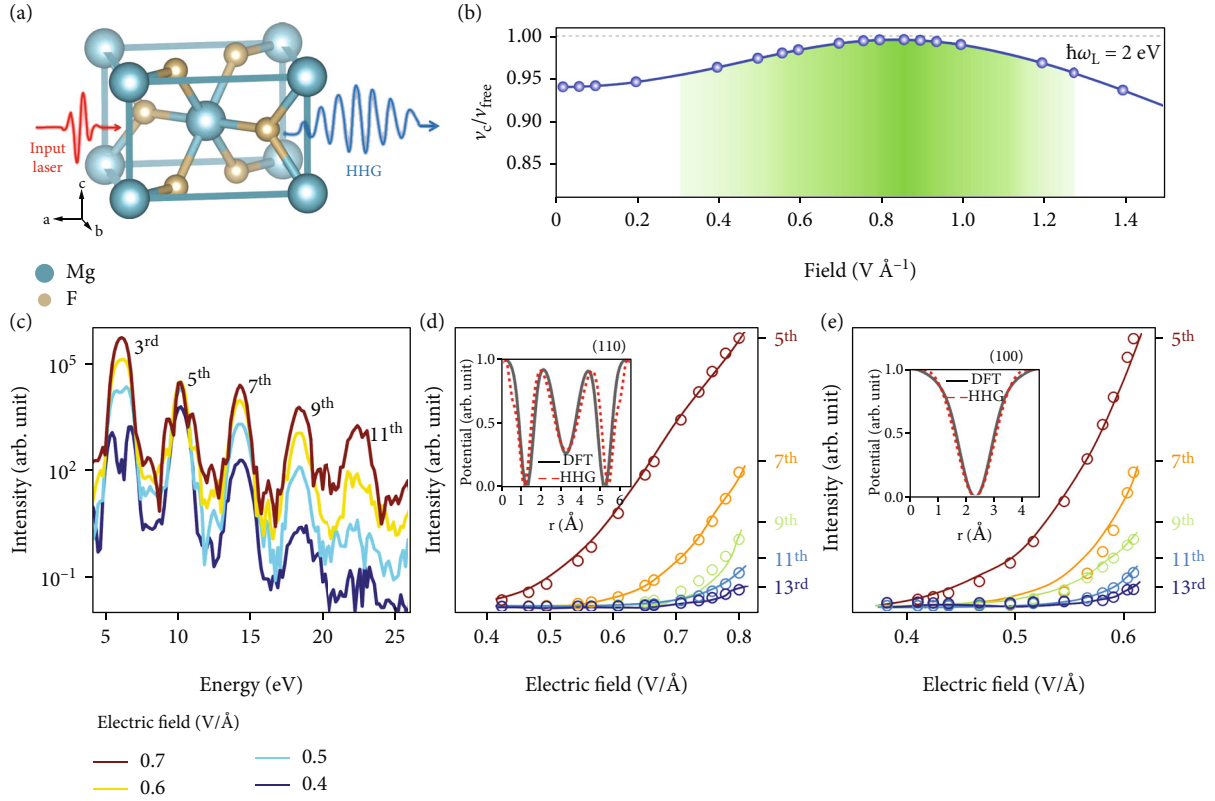 (a)
Input
laser
HHG
c
a
b
Mg
F
(b)
1.00
0.95
0.90
0.85
ν_c/ν_free
ħω_L = 2 eV
0 0.2 0.4 0.6 0.8 1.0 1.2 1.4
Field (V Å⁻¹)
(c)
Intensity (arb. unit)
10⁵
10²
10⁻¹
3rd
5th
7th
9th
11th
5 10 15 20 25
Energy (eV)
Electric field (V/Å)
0.7
0.6
0.5
0.4
(d)
Intensity (arb. unit)
(110)
Potential (arb. unit)
1.0
0.5
0.0
DFT
HHG
0 1 2 3 4 5 6
r (Å)
5th
7th
9th
11th
13rd
0.4 0.5 0.6 0.7 0.8
Electric field (V/Å)
(e)
Intensity (arb. unit)
(100)
Potential (arb. unit)
1.0
0.5
0.0
DFT
HHG
0 1 2 3 4
r (Å)
5th
7th
9th
11th
13rd
0.4 0.5 0.6
Electric field (V/Å)